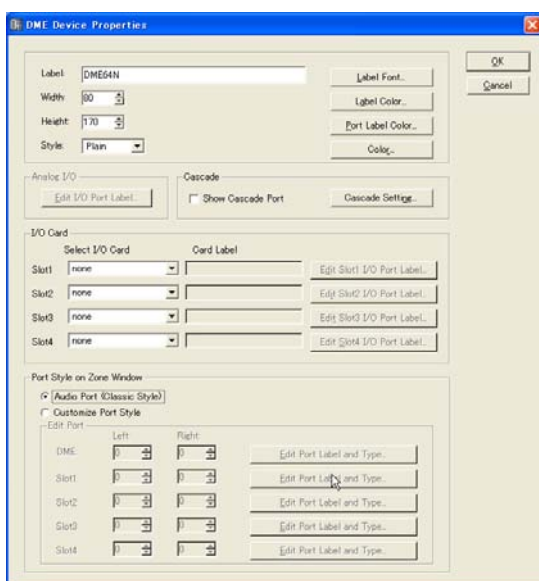 DME Device Properties
OK
Cancel
Label: DME64N
Label Font...
Width: 80
Label Color...
Height: 170
Port Label Color...
Style: Plain
Color...
Analog I/O
Edit I/O Port Label...
Cascade
Show Cascade Port
Cascade Setting...
I/O Card
Select I/O Card Card Label
Slot1 none Edit Slot1 I/O Port Label...
Slot2 none Edit Slot2 I/O Port Label...
Slot3 none Edit Slot3 I/O Port Label...
Slot4 none Edit Slot4 I/O Port Label...
Port Style on Zone Window
Audio Port (Classic Style)
Customize Port Style
Edit Port
Left: Right:
DME: 0 0 Edit Port Label and Type...
Slot1 0 0 Edit Port Label and Type...
Slot2 0 0 Edit Port Label and Type...
Slot3 0 0 Edit Port Label and Type...
Slot4 0 0 Edit Port Label and Type...